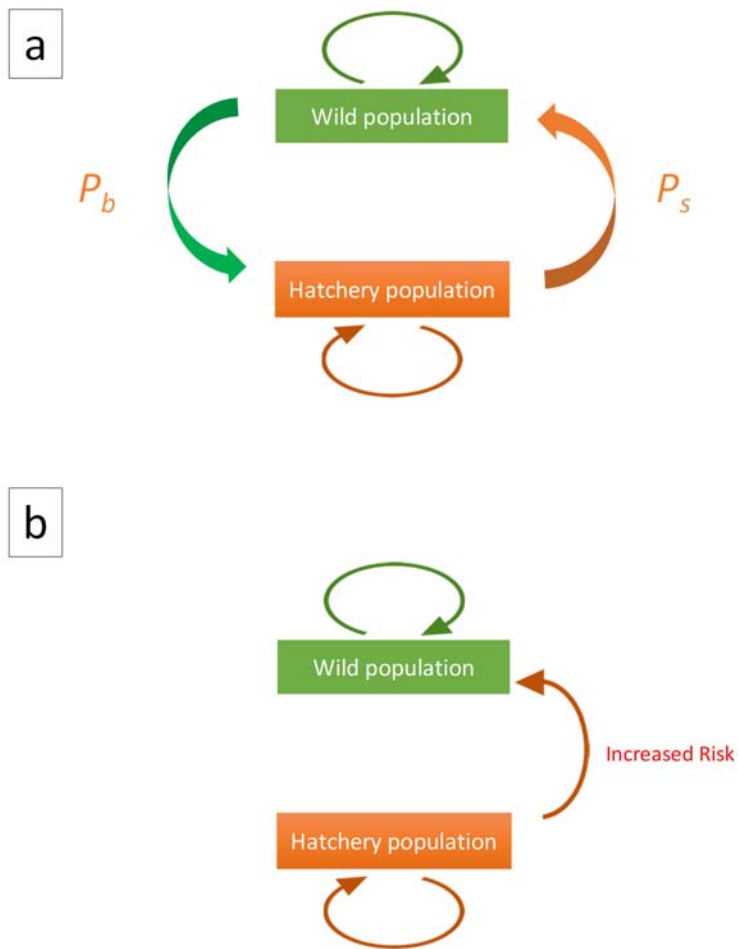 a
Wild population
P_b
P_s
Hatchery population
b
Wild population
Increased Risk
Hatchery population